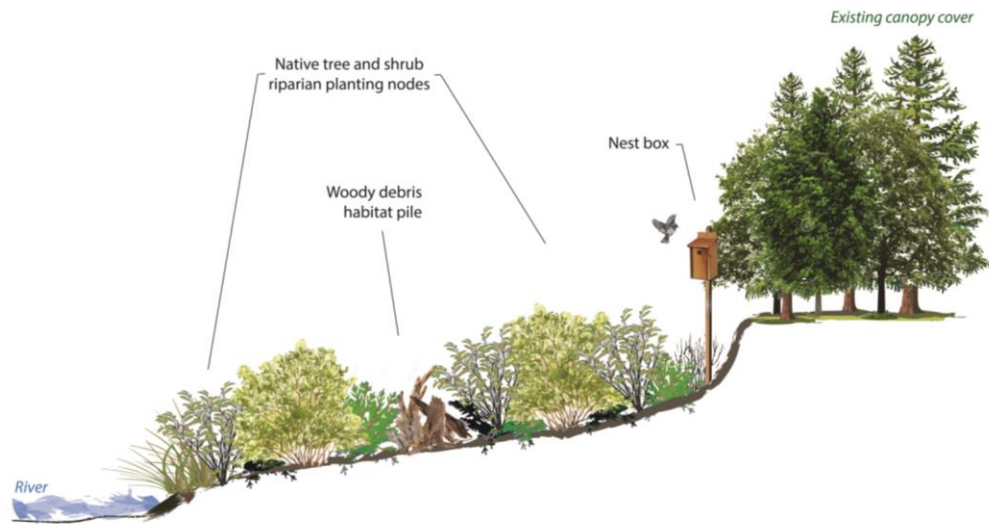 Existing canopy cover
Native tree and shrub
riparian planting nodes
Nest box
Woody debris
habitat pile
River